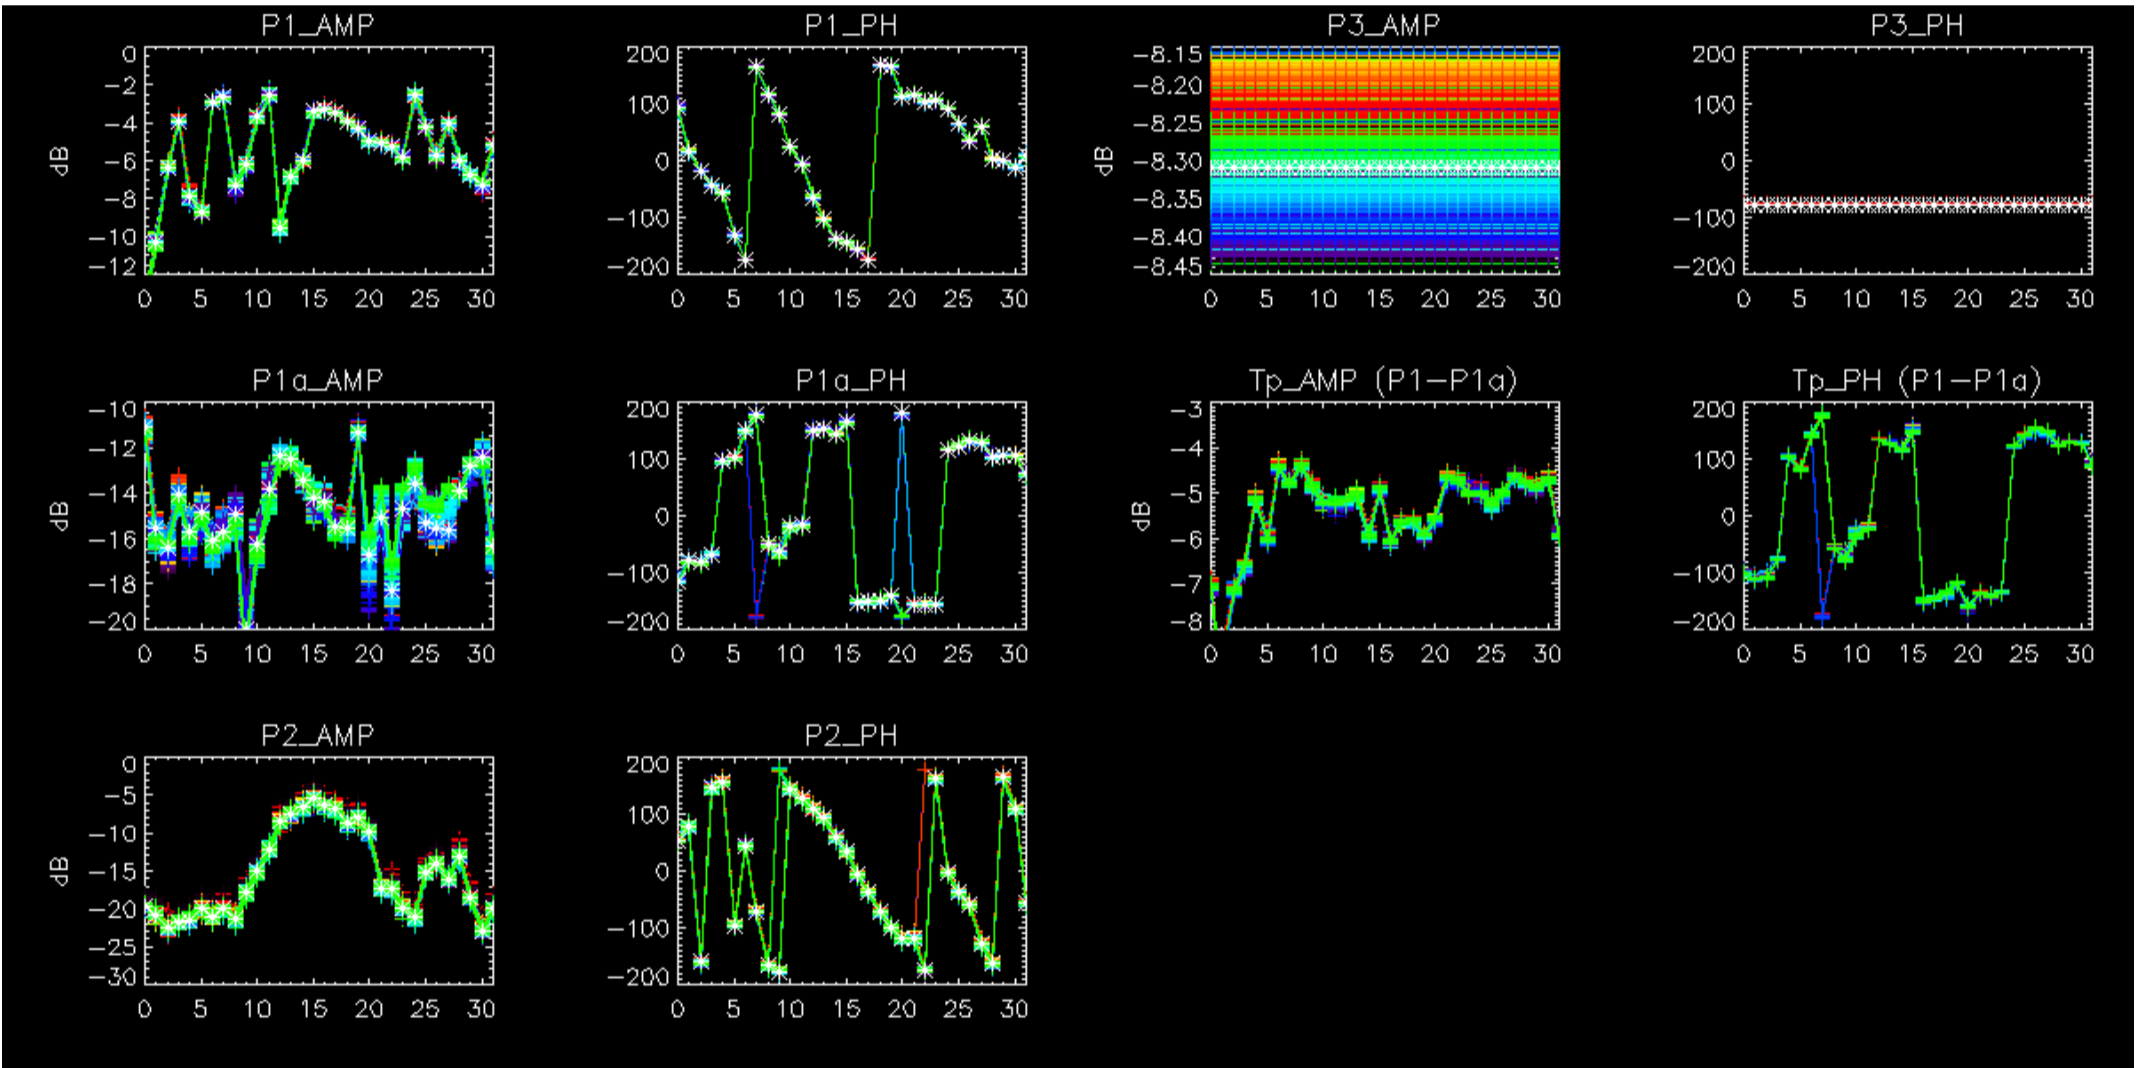 P1_AMP
P1_PH
P3_AMP
P3_PH
0
-2
-4
-6
-8
-10
-12
dB
0 5 10 15 20 25 30
200
100
0
-100
-200
0 5 10 15 20 25 30
-8.15
-8.20
-8.25
-8.30
-8.35
-8.40
-8.45
dB
0 5 10 15 20 25 30
200
100
0
-100
-200
0 5 10 15 20 25 30
P1a_AMP
P1a_PH
Tp_AMP (P1-P1a)
Tp_PH (P1-P1a)
-10
-12
-14
-16
-18
-20
dB
0 5 10 15 20 25 30
200
100
0
-100
-200
0 5 10 15 20 25 30
-3
-4
-5
-6
-7
-8
dB
0 5 10 15 20 25 30
200
100
0
-100
-200
0 5 10 15 20 25 30
P2_AMP
P2_PH
0
-5
-10
-15
-20
-25
-30
dB
0 5 10 15 20 25 30
200
100
0
-100
-200
0 5 10 15 20 25 30